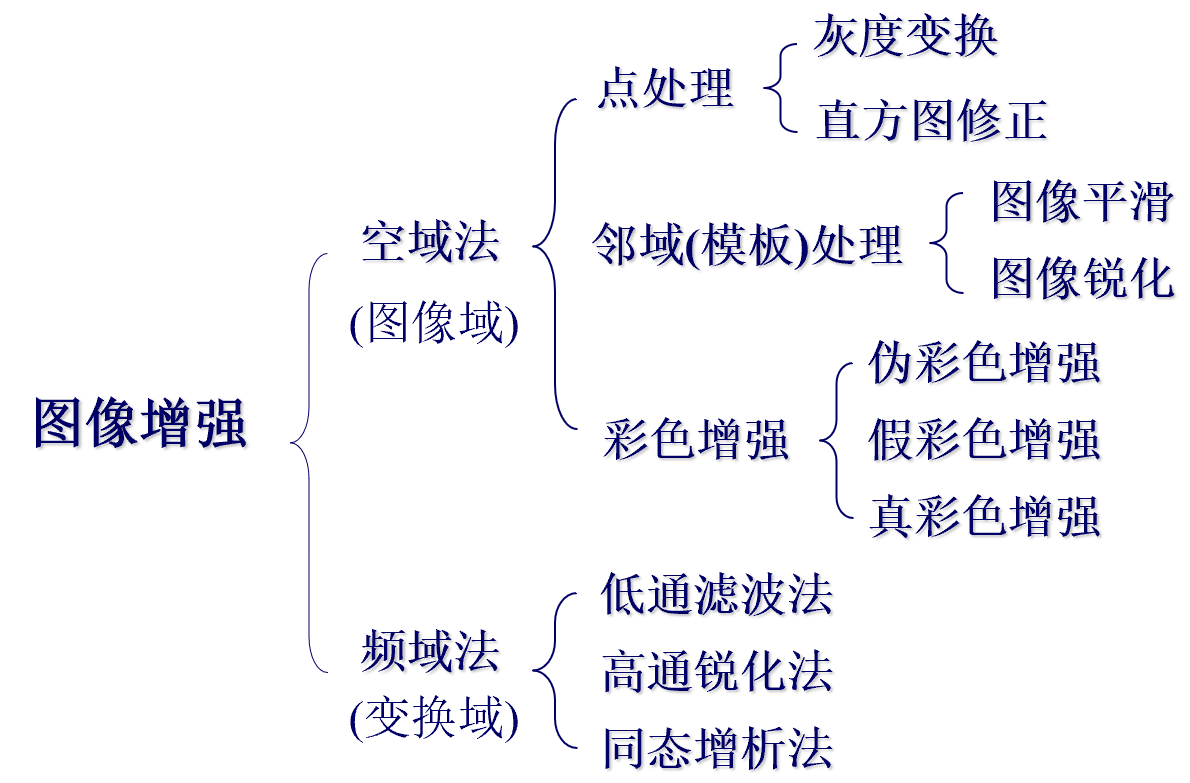 图像增强
空域法
(图像域)
点处理
灰度变换
直方图修正
邻域(模板)处理
图像平滑
图像锐化
彩色增强
伪彩色增强
假彩色增强
真彩色增强
频域法
(变换域)
低通滤波法
高通锐化法
同态增析法